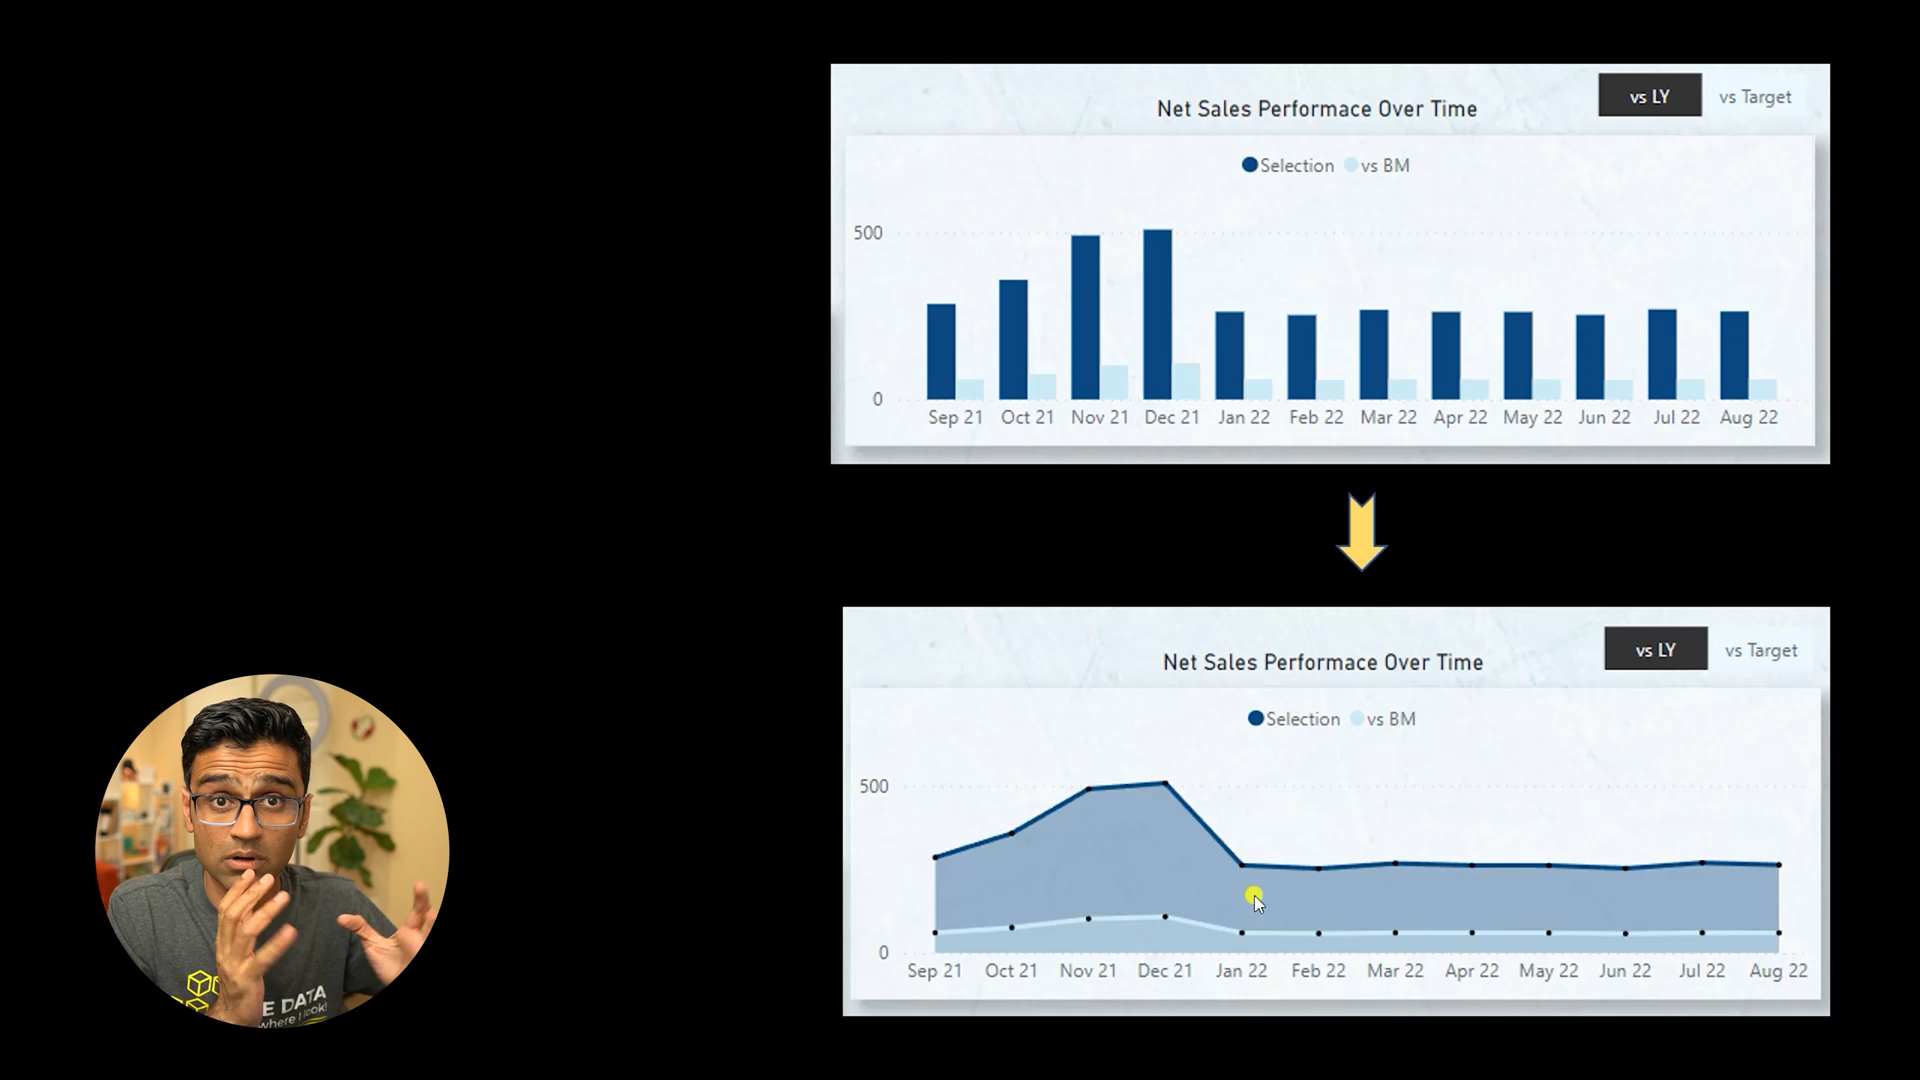 Net Sales Performace Over Time
vs LY
vs Target
Selection
vs BM
500
0
Sep 21
Oct 21
Nov 21
Dec 21
Jan 22
Feb 22
Mar 22
Apr 22
May 22
Jun 22
Jul 22
Aug 22
Net Sales Performace Over Time
vs LY
vs Target
Selection
vs BM
500
0
Sep 21
Oct 21
Nov 21
Dec 21
Jan 22
Feb 22
Mar 22
Apr 22
May 22
Jun 22
Jul 22
Aug 22
E DATA
where I look!